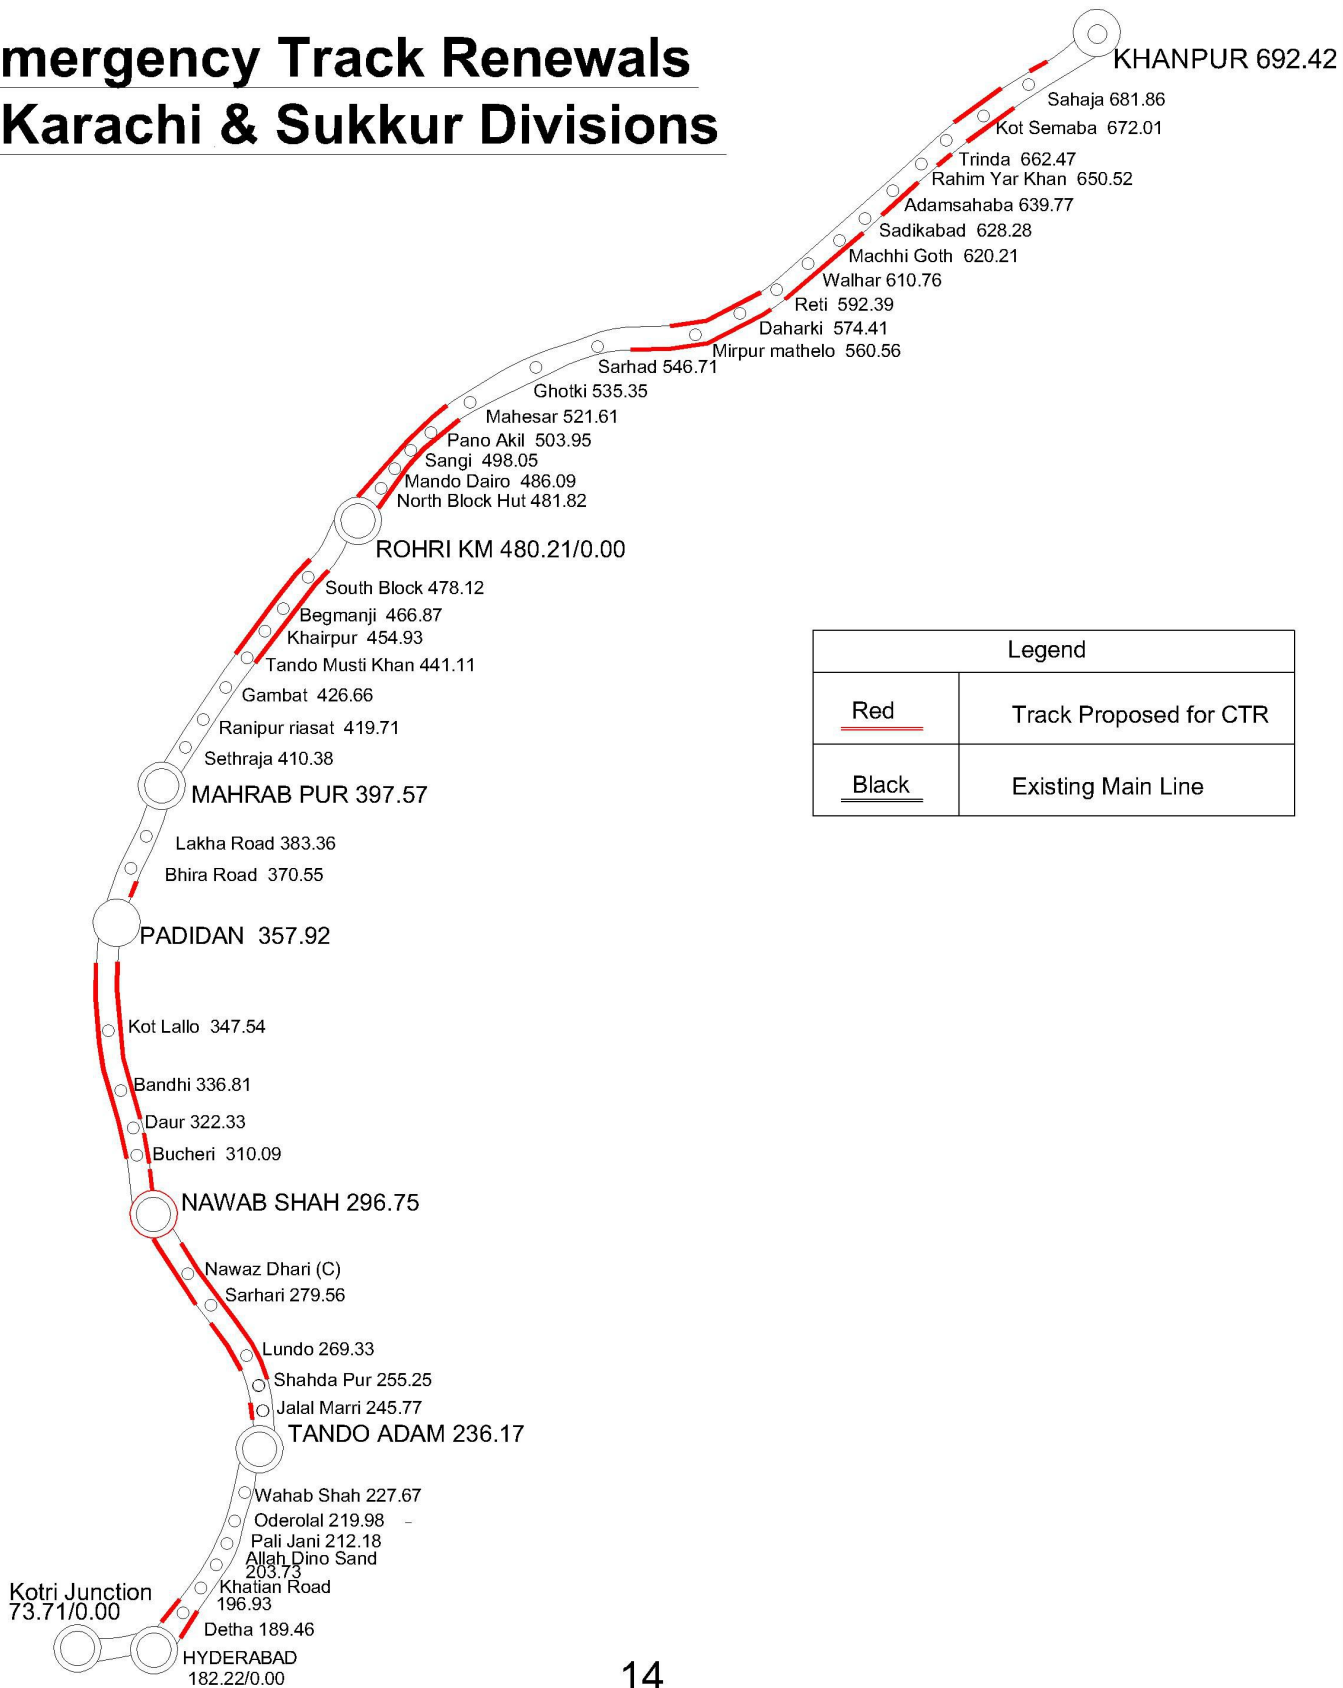 mergency Track Renewals
Karachi & Sukkur Divisions
KHANPUR 692.42
Sahaja 681.86
Kot Semaba 672.01
Trinda 662.47
Rahim Yar Khan 650.52
Adamsahaba 639.77
Sadikabad 628.28
Machhi Goth 620.21
Walhar 610.76
Reti 592.39
Daharki 574.41
Mirpur mathelo 560.56
Sarhad 546.71
Ghotki 535.35
Mahesar 521.61
Pano Akil 503.95
Sangi 498.05
Mando Dairo 486.09
North Block Hut 481.82
ROHRI KM 480.21/0.00
South Block 478.12
Begmanji 466.87
Khairpur 454.93
Tando Musti Khan 441.11
Gambat 426.66
Ranipur riasat 419.71
Sethraja 410.38
MAHRAB PUR 397.57
Lakha Road 383.36
Bhira Road 370.55
PADIDAN 357.92
Kot Lallo 347.54
Bandhi 336.81
Daur 322.33
Bucheri 310.09
NAWAB SHAH 296.75
Nawaz Dhari (C)
Sarhari 279.56
Lundo 269.33
Shahda Pur 255.25
Jalal Marri 245.77
TANDO ADAM 236.17
Wahab Shah 227.67
Oderolal 219.98
Pali Jani 212.18
Allah Dino Sand
203.73
Khatian Road
196.93
Detha 189.46
Kotri Junction
73.71/0.00
HYDERABAD
182.22/0.00
Legend
Red
Track Proposed for CTR
Black
Existing Main Line
14